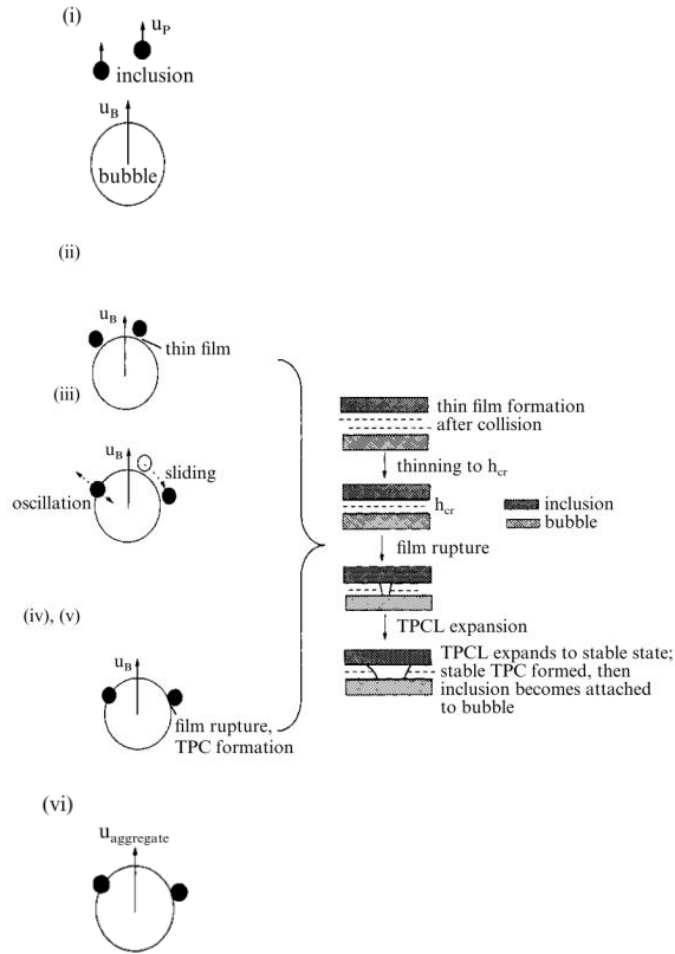 (i)
u_P
inclusion
u_B
bubble
(ii)
u_B
thin film
(iii)
u_B
sliding
oscillation
(iv), (v)
u_B
film rupture,
TPC formation
thin film formation
after collision
thinning to h_cr
h_cr
inclusion
bubble
film rupture
TPCL expansion
TPCL expands to stable state;
stable TPC formed, then
inclusion becomes attached
to bubble
(vi)
u_aggregate